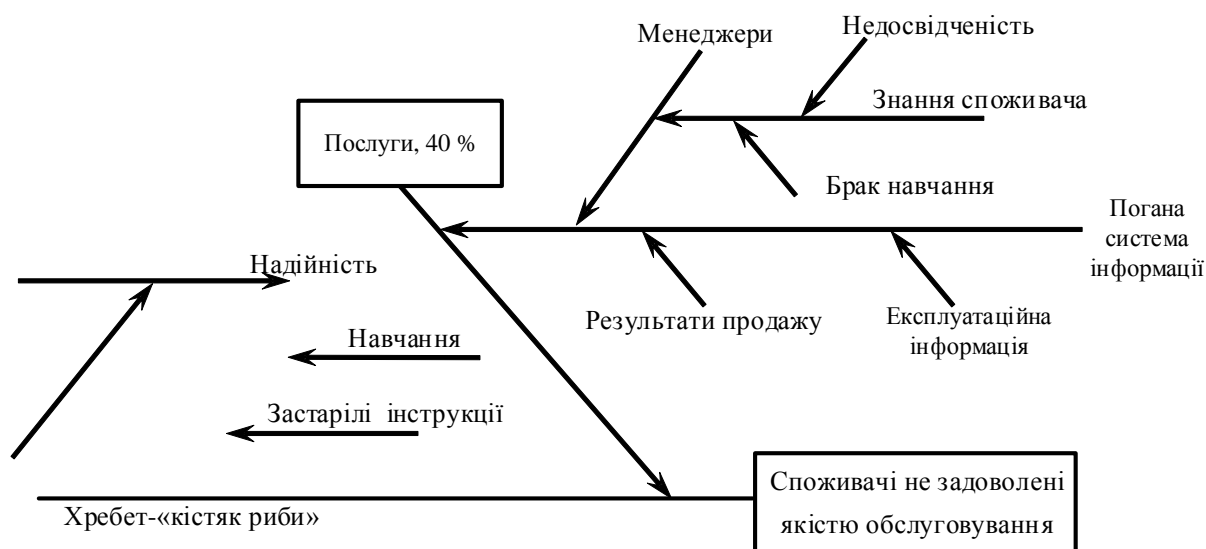 Менеджери
Недосвідченість
Знання споживача
Послуги, 40 %
Брак навчання
Погана
система
інформації
Надійність
Результати продажу
Експлуатаційна
інформація
Навчання
Застарілі інструкції
Споживачі не задоволені
якістю обслуговування
Хребет-«кістяк риби»